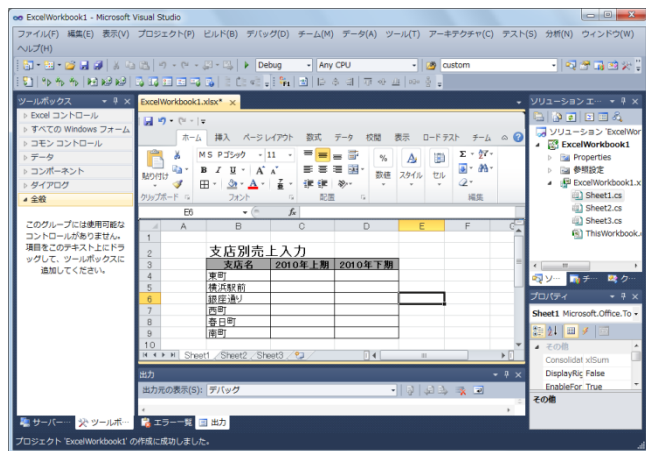 ExcelWorkbook1 - Microsoft Visual Studio
ファイル(F) 編集(E) 表示(V) プロジェクト(P) ビルド(B) デバッグ(D) チーム(M) データ(A) ツール(T) アーキテクチャ(C) テスト(S) 分析(N) ウィンドウ(W)
ヘルプ(H)
Debug Any CPU custom
ツールボックス
Excel コントロール
すべての Windows フォーム
コモン コントロール
データ
コンポーネント
ダイアログ
全般
このグループには使用可能な
コントロールがありません。
項目をこのテキスト上にドラ
ッグして、ツールボックスに
追加してください。
サーバー… ツールボ…
ExcelWorkbook1.xlsx*
ホーム 挿入 ページ レイアウト 数式 データ 校閲 表示 ロード テスト チーム
貼り付け
MS Pゴシック 11
B I U
数値 スタイル セル
クリップボード フォント 配置 編集
E6 fx
A B C D E F G
1
2 支店別売上入力
3 支店名 2010年上期 2010年下期
4 東町
5 横浜駅前
6 銀座通り
7 西町
8 春日町
9 南町
10
Sheet1 Sheet2 Sheet3
出力
出力元の表示(S): デバッグ
エラー一覧 出力
ソリューション エ…
ソリューション 'ExcelWor
ExcelWorkbook1
Properties
参照設定
ExcelWorkbook1.x
Sheet1.cs
Sheet2.cs
Sheet3.cs
ThisWorkbook.
ソ… チー… ク…
プロパティ
Sheet1 Microsoft.Office.To
その他
Consolidat xlSum
DisplayRig False
EnableFor True
その他
プロジェクト 'ExcelWorkbook1' の作成に成功しました。